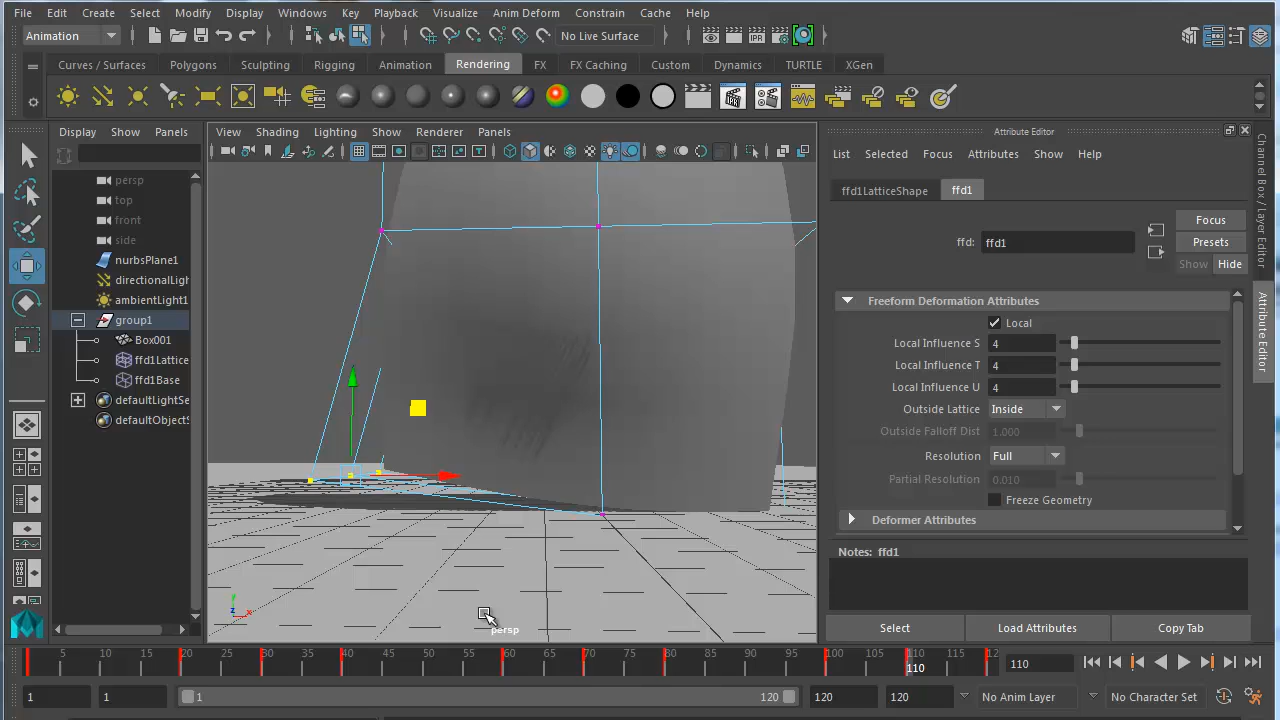 File Edit Create Select Modify Display Windows Key Playback Visualize Anim Deform Constrain Cache Help
Animation No Live Surface IPR
Curves / Surfaces Polygons Sculpting Rigging Animation Rendering FX FX Caching Custom Dynamics TURTLE XGen
Display Show Panels View Shading Lighting Show Renderer Panels Attribute Editor
List Selected Focus Attributes Show Help
persp
top
front
side
nurbsPlane1
directionalLigh
ambientLight1
group1
Box001
ffd1Lattice
ffd1Base
defaultLightSe
defaultObjectS
persp
ffd1LatticeShape ffd1
Focus
ffd: ffd1 Presets
Show Hide
Freeform Deformation Attributes
Local
Local Influence S 4
Local Influence T 4
Local Influence U 4
Outside Lattice Inside
Outside Falloff Dist 1.000
Resolution Full
Partial Resolution 0.010
Freeze Geometry
Deformer Attributes
Notes: ffd1
Select Load Attributes Copy Tab
Channel Box / Layer Editor
Attribute Editor
5 10 15 20 25 30 35 40 45 50 55 60 65 70 75 80 85 90 95 100 105 110 115 12
110 110
1 1 1 120 120 120 No Anim Layer No Character Set